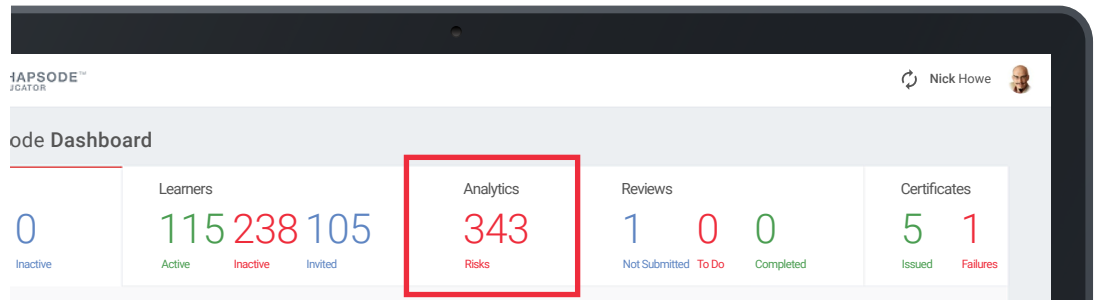 HAPSODE™
UCATOR
Nick Howe
ode Dashboard
Learners
Analytics
Reviews
Certificates
0
115 238 105
343
1 0 0
5 1
Inactive
Active Inactive Invited
Risks
Not Submitted To Do Completed
Issued Failures